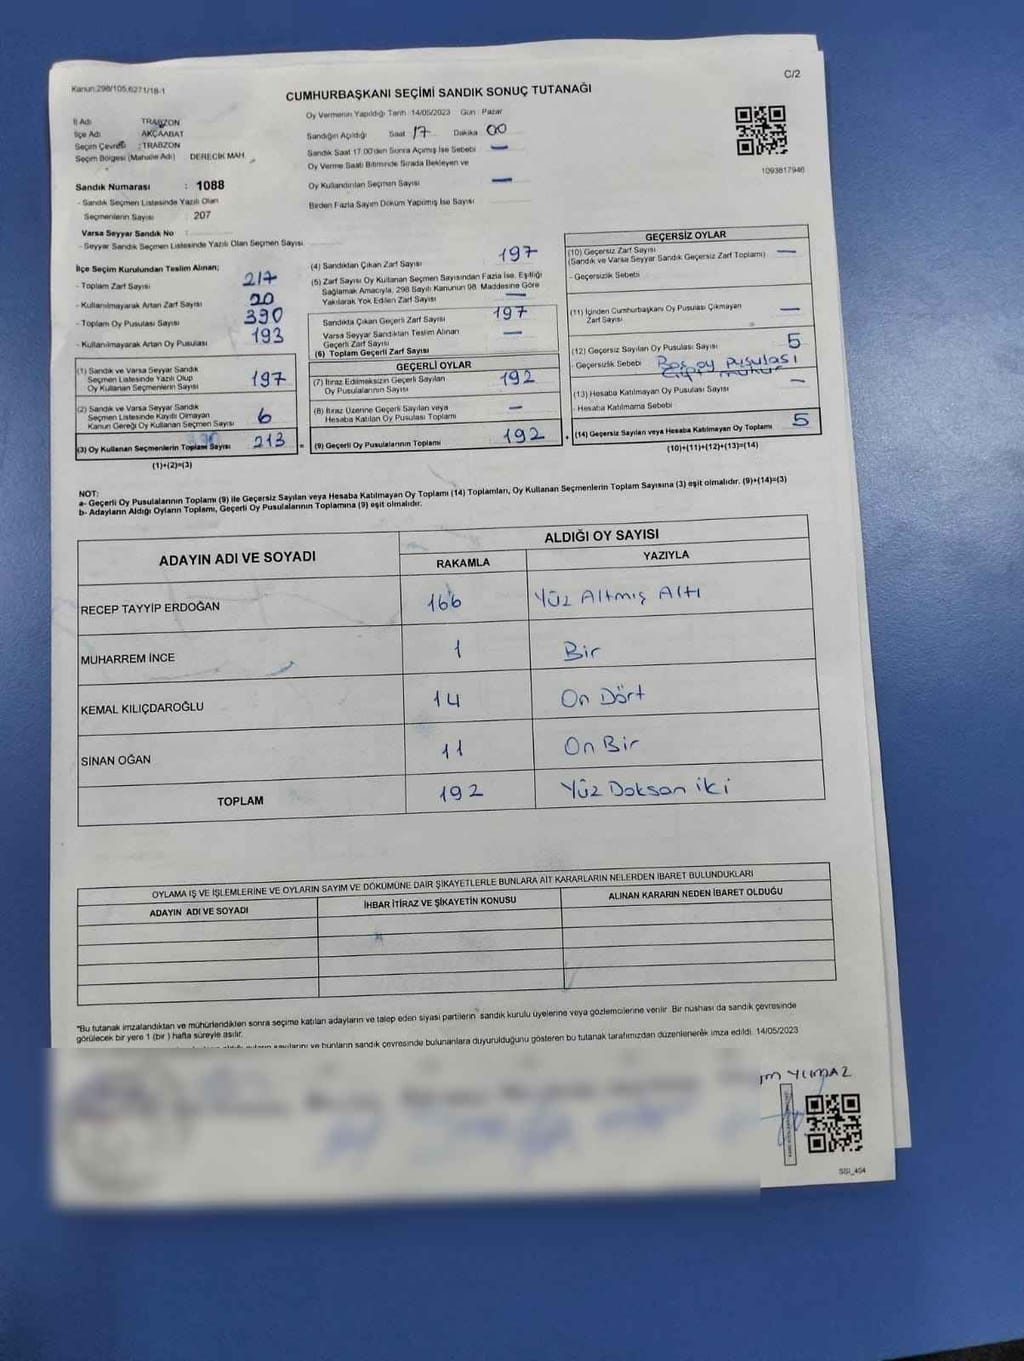 Kanun:298/105,6271/18-1
C/2
CUMHURBAŞKANI SEÇİMİ SANDIK SONUÇ TUTANAĞI
İl Adı : TRABZON
İlçe Adı AKÇAABAT
Seçim Çevresi : TRABZON
Seçim Bölgesi (Mahalle Adı) DERECİK MAH
Sandık Numarası : 1088
- Sandık Seçmen Listesinde Yazılı Olan
Seçmenlerin Sayısı 207
Varsa Seyyar Sandık No :
- Seyyar Sandık Seçmen Listesinde Yazılı Olan Seçmen Sayısı
Oy Vermenin Yapıldığı Tarih 14/05/2023 Gün Pazar
Sandığın Açıldığı Saat 17 Dakika 00
Sandık Saat 17.00'den Sonra Açılmış İse Sebebi —
Oy Verme Saati Bitiminde Sırada Bekleyen ve
Oy Kullandırılan Seçmen Sayısı —
Birden Fazla Sayım Döküm Yapılmış İse Sayısı
1093817946
İlçe Seçim Kurulundan Teslim Alınan;
- Toplam Zarf Sayısı 217
- Kullanılmayarak Artan Zarf Sayısı 20
- Toplam Oy Pusulası Sayısı 390
- Kullanılmayarak Artan Oy Pusulası 193
(1) Sandık ve Varsa Seyyar Sandık
Seçmen Listesinde Yazılı Olup
Oy Kullanan Seçmenlerin Sayısı 197
(2) Sandık ve Varsa Seyyar Sandık
Seçmen Listesinde Kaydı Olmayan
Kanun Gereği Oy Kullanan Seçmen Sayısı 6
(3) Oy Kullanan Seçmenlerin Toplam Sayısı 213
(1)+(2)=(3)
(4) Sandıktan Çıkan Zarf Sayısı 197
(5) Zarf Sayısı Oy Kullanan Seçmen Sayısından Fazla İse, Eşitliği
Sağlamak Amacıyla, 298 Sayılı Kanunun 98. Maddesine Göre
Yakılarak Yok Edilen Zarf Sayısı —
Sandıkta Çıkan Geçerli Zarf Sayısı 197
Varsa Seyyar Sandıktan Teslim Alınan
Geçerli Zarf Sayısı —
(6) Toplam Geçerli Zarf Sayısı
GEÇERLİ OYLAR
(7) İtiraz Edilmeksizin Geçerli Sayılan
Oy Pusulalarının Sayısı 192
(8) İtiraz Üzerine Geçerli Sayılan veya
Hesaba Katılan Oy Pusulası Toplamı —
= (9) Geçerli Oy Pusulalarının Toplamı 192
GEÇERSİZ OYLAR
(10) Geçersiz Zarf Sayısı
(Sandık ve Varsa Seyyar Sandık Geçersiz Zarf Toplamı) —
- Geçersizlik Sebebi
(11) İçinden Cumhurbaşkanı Oy Pusulası Çıkmayan
Zarf Sayısı —
(12) Geçersiz Sayılan Oy Pusulası Sayısı 5
- Geçersizlik Sebebi Boş oy pusulası
mühür
(13) Hesaba Katılmayan Oy Pusulası Sayısı —
- Hesaba Katılmama Sebebi
+ (14) Geçersiz Sayılan veya Hesaba Katılmayan Oy Toplamı 5
(10)+(11)+(12)+(13)=(14)
NOT:
a- Geçerli Oy Pusulalarının Toplamı (9) ile Geçersiz Sayılan veya Hesaba Katılmayan Oy Toplamı (14) Toplamları, Oy Kullanan Seçmenlerin Toplam Sayısına (3) eşit olmalıdır. (9)+(14)=(3)
b- Adayların Aldığı Oyların Toplamı, Geçerli Oy Pusulalarının Toplamına (9) eşit olmalıdır.
ADAYIN ADI VE SOYADI
ALDIĞI OY SAYISI
RAKAMLA YAZIYLA
RECEP TAYYİP ERDOĞAN 166 Yüz Altmış Altı
MUHARREM İNCE 1 Bir
KEMAL KILIÇDAROĞLU 14 On Dört
SİNAN OĞAN 11 On Bir
TOPLAM 192 Yüz Doksan iki
OYLAMA İŞ VE İŞLEMLERİNE VE OYLARIN SAYIM VE DÖKÜMÜNE DAİR ŞİKAYETLERLE BUNLARA AİT KARARLARIN NELERDEN İBARET BULUNDUKLARI
ADAYIN ADI VE SOYADI İHBAR İTİRAZ VE ŞİKAYETİN KONUSU ALINAN KARARIN NEDEN İBARET OLDUĞU
*Bu tutanak imzalandıktan ve mühürlendikten sonra seçime katılan adayların ve talep eden siyasi partilerin sandık kurulu üyelerine veya gözlemcilerine verilir. Bir nüshası da sandık çevresinde
görülecek bir yere 1 (bir ) hafta süreyle asılır.
sayılarını ve bunların sandık çevresinde bulunanlara duyurulduğunu gösteren bu tutanak tarafımızdan düzenlenerek imza edildi. 14/05/2023
YILMAZ
SSI_404